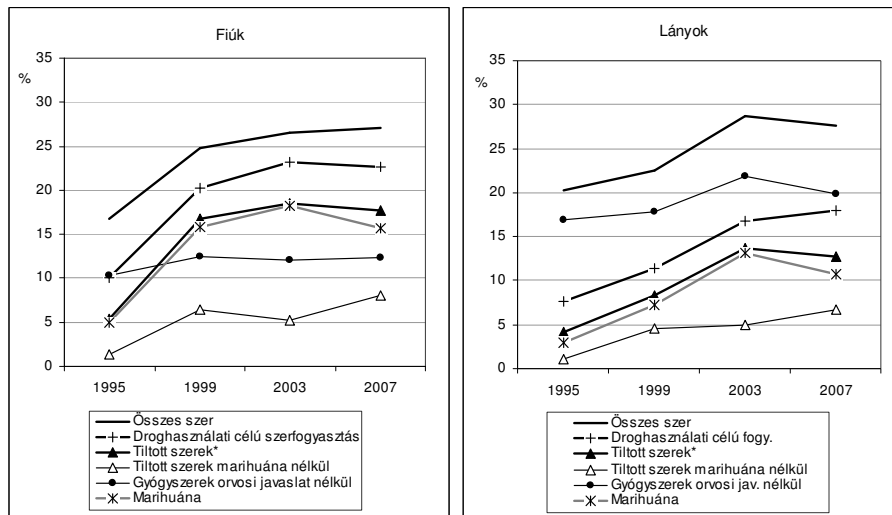 Fiúk
%
35
30
25
20
15
10
5
0
1995 1999 2003 2007
Összes szer
Droghasználati célú szerfogyasztás
Tiltott szerek*
Tiltott szerek marihuána nélkül
Gyógyszerek orvosi javaslat nélkül
Marihuána
Lányok
%
35
30
25
20
15
10
5
0
1995 1999 2003 2007
Összes szer
Droghasználati célú fogy.
Tiltott szerek*
Tiltott szerek marihuána nélkül
Gyógyszerek orvosi jav. nélkül
Marihuána